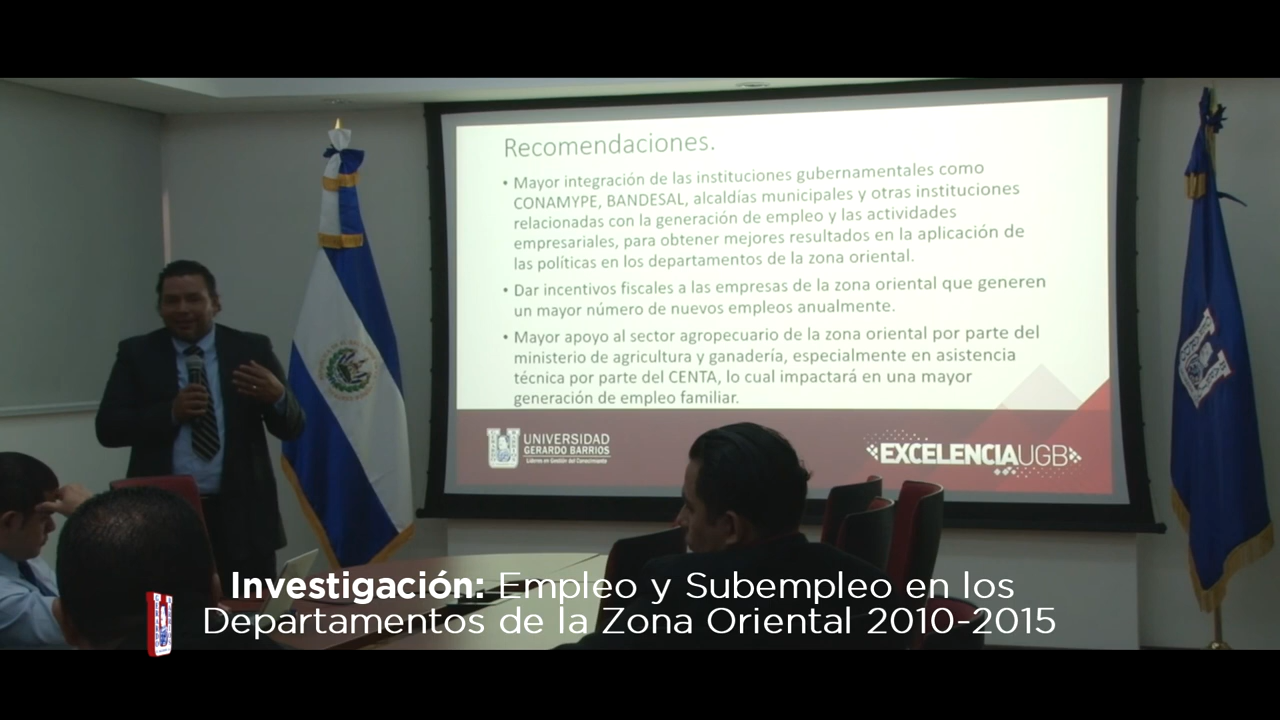 Recomendaciones.
• Mayor integración de las instituciones gubernamentales como
CONAMYPE, BANDESAL, alcaldías municipales y otras instituciones
relacionadas con la generación de empleo y las actividades
empresariales, para obtener mejores resultados en la aplicación de
las políticas en los departamentos de la zona oriental.
• Dar incentivos fiscales a las empresas de la zona oriental que generen
un mayor número de nuevos empleos anualmente.
• Mayor apoyo al sector agropecuario de la zona oriental por parte del
ministerio de agricultura y ganadería, especialmente en asistencia
técnica por parte del CENTA, lo cual impactará en una mayor
generación de empleo familiar.
UNIVERSIDAD
GERARDO BARRIOS
Líderes en Gestión del Conocimiento
EXCELENCIAUGB
Investigación: Empleo y Subempleo en los
Departamentos de la Zona Oriental 2010-2015